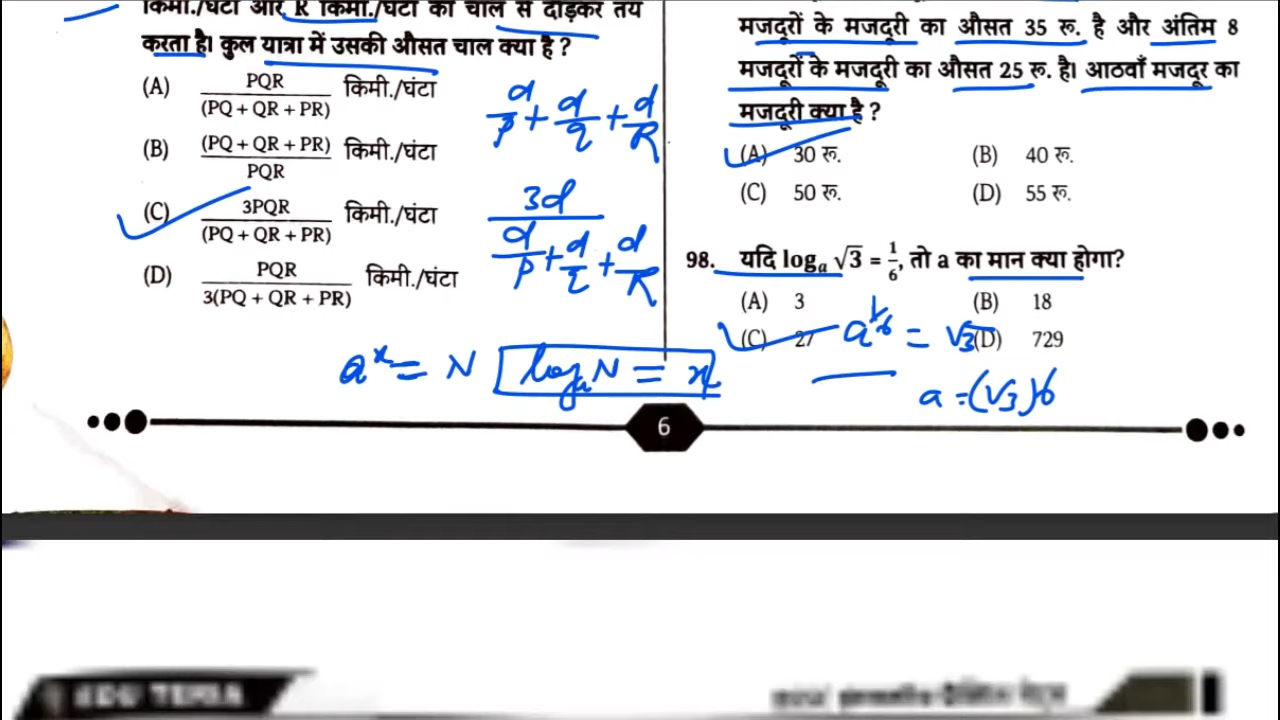 किमी./घंटा और R किमी./घंटा की चाल से दौड़कर तय
करता है। कुल यात्रा में उसकी औसत चाल क्या है ?
(A) PQR/(PQ + QR + PR) किमी./घंटा
(B) (PQ + QR + PR)/PQR किमी./घंटा
(C) 3PQR/(PQ + QR + PR) किमी./घंटा
(D) PQR/3(PQ + QR + PR) किमी./घंटा
d/P + d/Q + d/R
3d
d/P + d/Q + d/R
a^x = N log_a N = x
मजदूरों के मजदूरी का औसत 35 रू. है और अंतिम 8
मजदूरों के मजदूरी का औसत 25 रू. है। आठवाँ मजदूर का
मजदूरी क्या है ?
(A) 30 रू. (B) 40 रू.
(C) 50 रू. (D) 55 रू.
98. यदि log_a √3 = 1/6, तो a का मान क्या होगा?
(A) 3 (B) 18
(C) 27 (D) 729
a^1/6 = √3
a = (√3)6
6
EDU TERIA